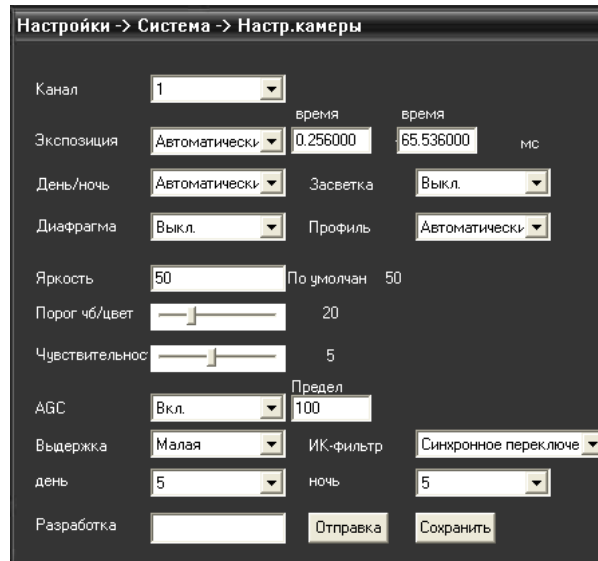 Настройки -> Система -> Настр.камеры
Канал 1
время время
Экспозиция Автоматически 0.256000 65.536000 мс
День/ночь Автоматически Засветка Выкл.
Диафрагма Выкл. Профиль Автоматически
Яркость 50 По умолчан 50
Порог чб/цвет 20
Чувствительнос 5
Предел
AGC Вкл. 100
Выдержка Малая ИК-фильтр Синхронное переключе
день 5 ночь 5
Разработка Отправка Сохранить